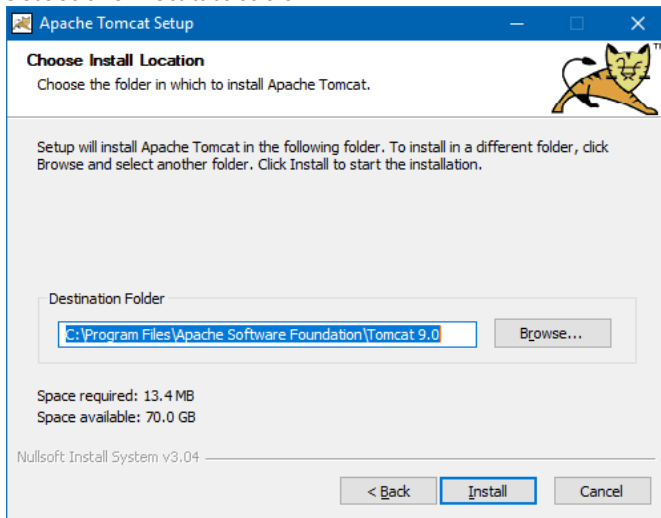 Apache Tomcat Setup
Choose Install Location
Choose the folder in which to install Apache Tomcat.
TM
Setup will install Apache Tomcat in the following folder. To install in a different folder, click
Browse and select another folder. Click Install to start the installation.
Destination Folder
C:\Program Files\Apache Software Foundation\Tomcat 9.0
Browse...
Space required: 13.4 MB
Space available: 70.0 GB
Nullsoft Install System v3.04
< Back
Install
Cancel